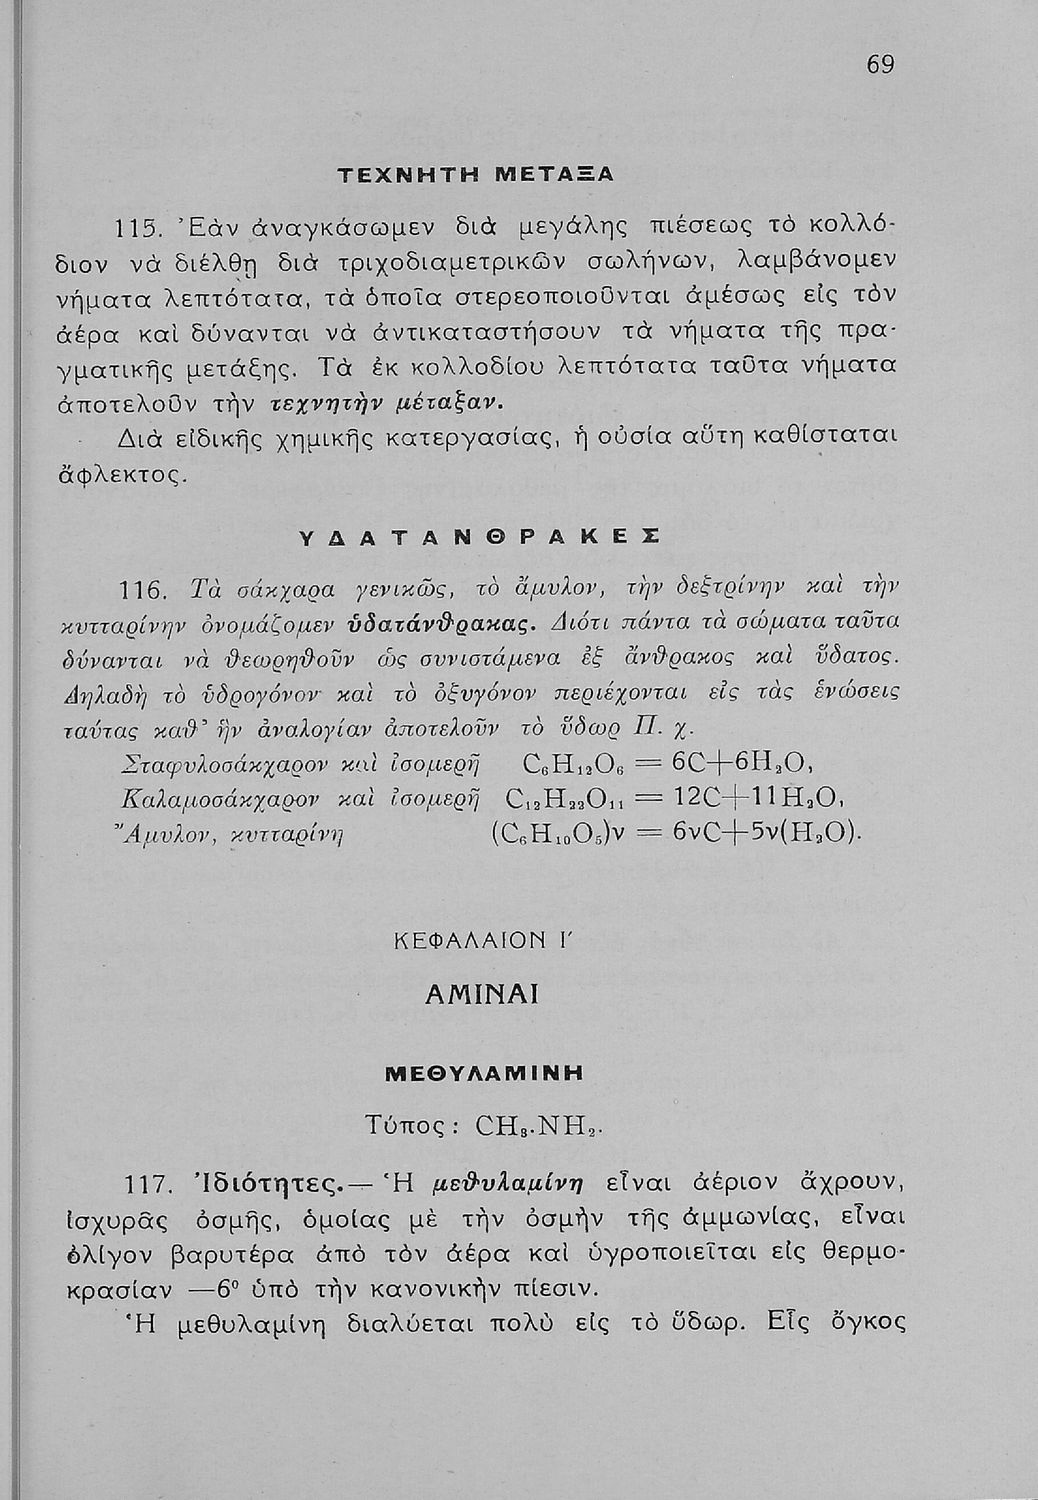 69
ΤΕΧΝΗΤΗ ΜΕΤΑΞΑ
115. Ἐὰν ἀναγκάσωμεν διὰ μεγάλης πιέσεως τὸ κολλό-
διον νὰ διέλθῃ διὰ τριχοδιαμετρικῶν σωλήνων, λαμβάνομεν
νήματα λεπτότατα, τὰ ὁποῖα στερεοποιοῦνται ἀμέσως εἰς τὸν
ἀέρα καὶ δύνανται νὰ ἀντικαταστήσουν τὰ νήματα τῆς πρα-
γματικῆς μετάξης. Τὰ ἐκ κολλοδίου λεπτότατα ταῦτα νήματα
ἀποτελοῦν τὴν τεχνητὴν μέταξαν.
Διὰ εἰδικῆς χημικῆς κατεργασίας, ἡ οὐσία αὕτη καθίσταται
ἄφλεκτος.
ΥΔΑΤΑΝΘΡΑΚΕΣ
116. Τὰ σάκχαρα γενικῶς, τὸ ἄμυλον, τὴν δεξτρίνην καὶ τὴν
κυτταρίνην ὀνομάζομεν ὑδατάνθρακας. Διότι πάντα τὰ σώματα ταῦτα
δύνανται νὰ θεωρηθοῦν ὡς συνιστάμενα ἐξ ἄνθρακος καὶ ὕδατος.
Δηλαδὴ τὸ ὑδρογόνον καὶ τὸ ὀξυγόνον περιέχονται εἰς τὰς ἑνώσεις
ταύτας καθ’ ἣν ἀναλογίαν ἀποτελοῦν τὸ ὕδωρ Π. χ.
Σταφυλοσάκχαρον καὶ ἰσομερῆ C₆H₁₂O₆ = 6C+6H₂O,
Καλαμοσάκχαρον καὶ ἰσομερῆ C₁₂H₂₂O₁₁ = 12C+11H₂O,
Ἄμυλον, κυτταρίνη (C₆H₁₀O₅)ν = 6νC+5ν(H₂O).
ΚΕΦΑΛΑΙΟΝ Ι΄
ΑΜΙΝΑΙ
ΜΕΘΥΛΑΜΙΝΗ
Τύπος : CH₃.NH₂.
117. Ἰδιότητες.— Ἡ μεθυλαμίνη εἶναι ἀέριον ἄχρουν,
ἰσχυρᾶς ὀσμῆς, ὁμοίας μὲ τὴν ὀσμὴν τῆς ἀμμωνίας, εἶναι
ὀλίγον βαρυτέρα ἀπὸ τὸν ἀέρα καὶ ὑγροποιεῖται εἰς θερμο-
κρασίαν —6° ὑπὸ τὴν κανονικὴν πίεσιν.
Ἡ μεθυλαμίνη διαλύεται πολὺ εἰς τὸ ὕδωρ. Εἷς ὄγκος